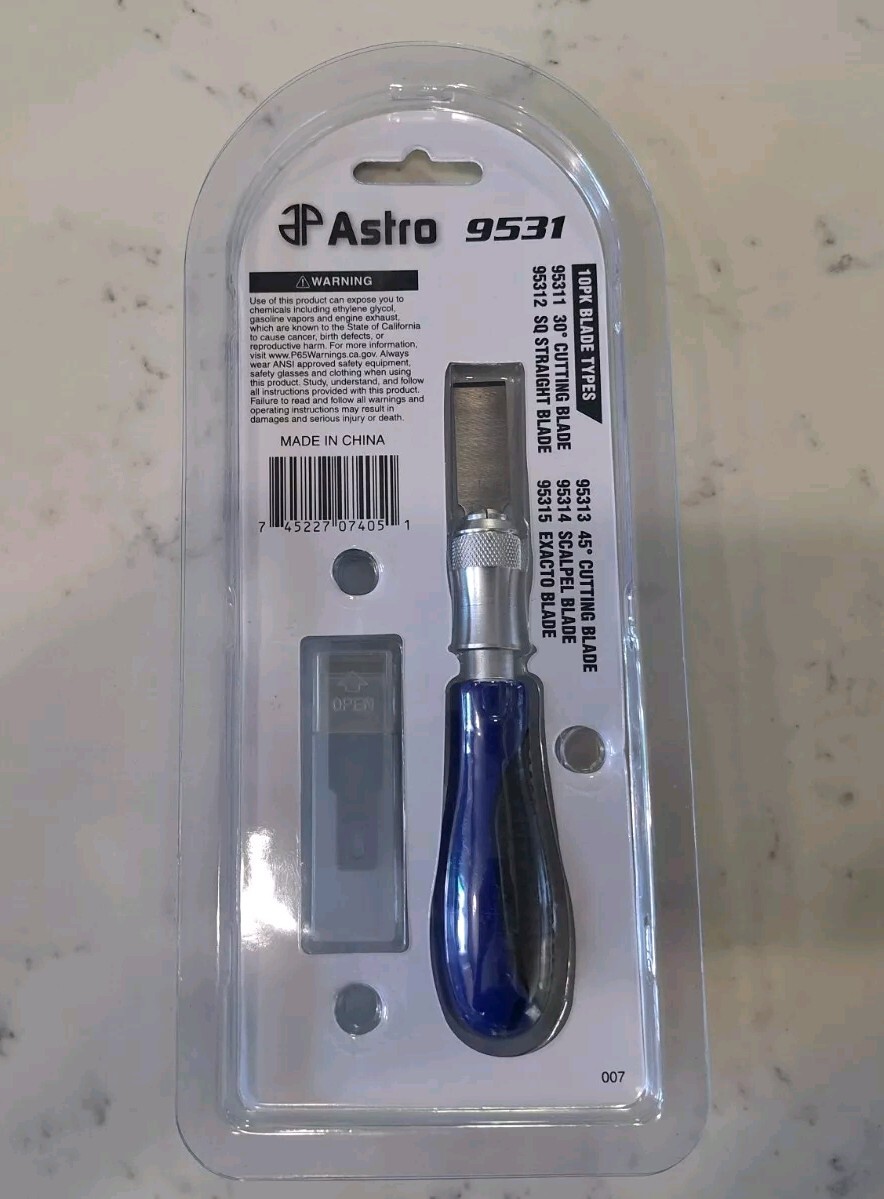 AP Astro 9531
⚠ WARNING
Use of this product can expose you to
chemicals including ethylene glycol,
gasoline vapors and engine exhaust,
which are known to the State of California
to cause cancer, birth defects, or
reproductive harm. For more information,
visit www.P65Warnings.ca.gov. Always
wear ANSI approved safety equipment,
safety glasses and clothing when using
this product. Study, understand, and follow
all instructions provided with this product.
Failure to read and follow all warnings and
operating instructions may result in
damages and serious injury or death.
MADE IN CHINA
7 45227 07405 1
10PK BLADE TYPES
95311 30° CUTTING BLADE
95312 SQ STRAIGHT BLADE
95313 45° CUTTING BLADE
95314 SCALPEL BLADE
95315 EXACTO BLADE
OPEN
007